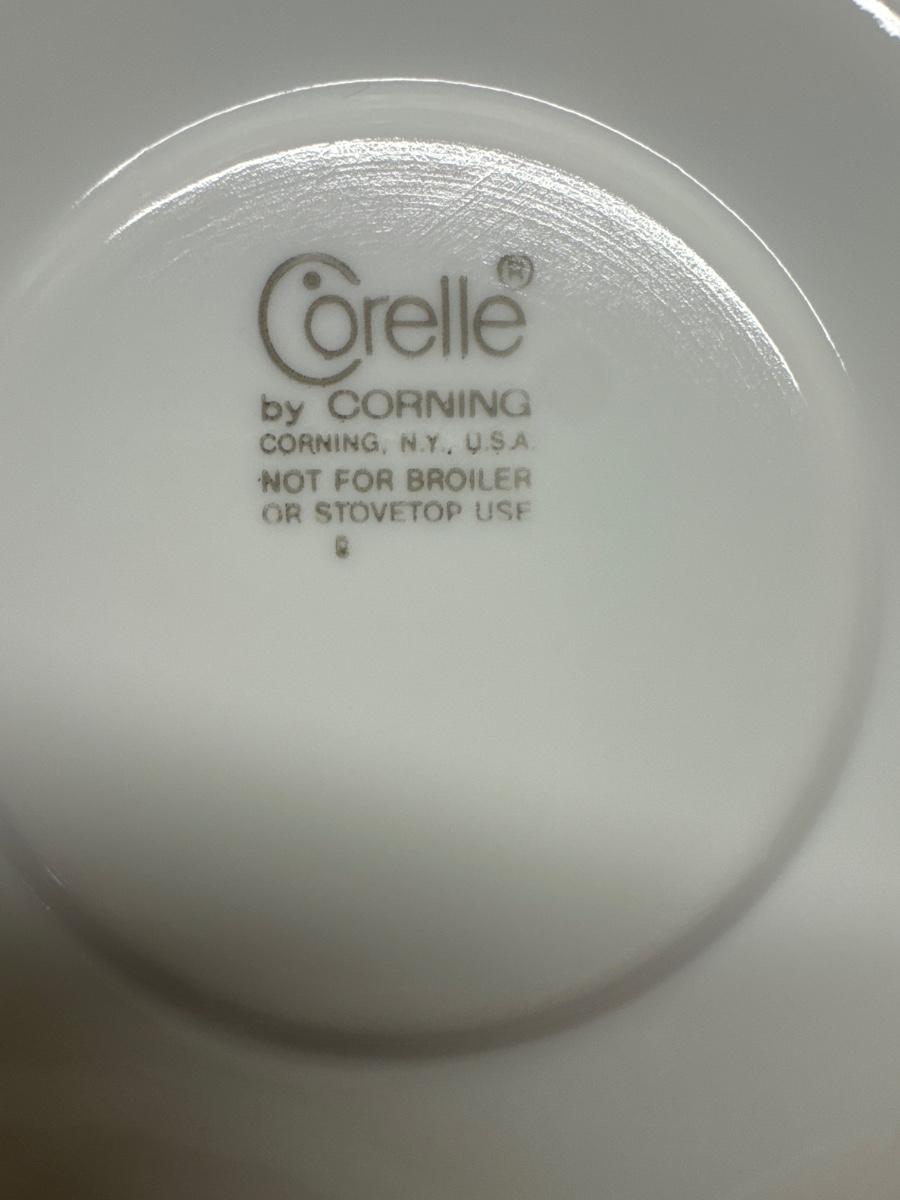 Corelle®
by CORNING
CORNING, N.Y., U.S.A.
NOT FOR BROILER
OR STOVETOP USE